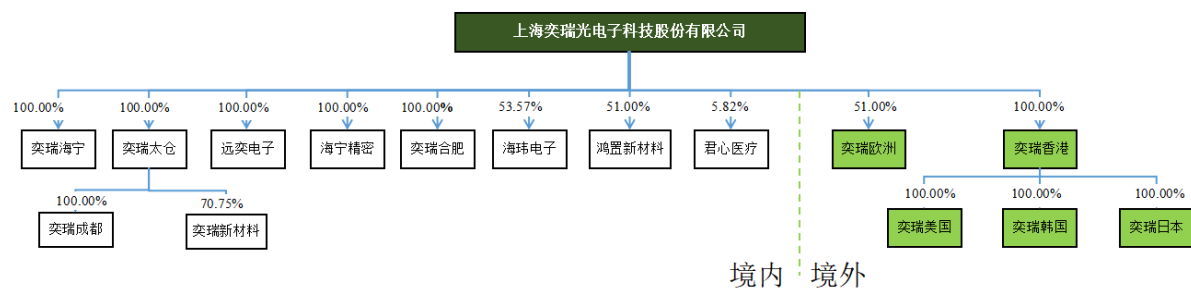 上海奕瑞光电子科技股份有限公司
100.00% 100.00% 100.00% 100.00% 100.00% 53.57% 51.00% 5.82% 51.00% 100.00%
奕瑞海宁 奕瑞太仓 远奕电子 海宁精密 奕瑞合肥 海玮电子 鸿置新材料 君心医疗 奕瑞欧洲 奕瑞香港
100.00% 70.75% 100.00% 100.00% 100.00%
奕瑞成都 奕瑞新材料 奕瑞美国 奕瑞韩国 奕瑞日本
境内 境外